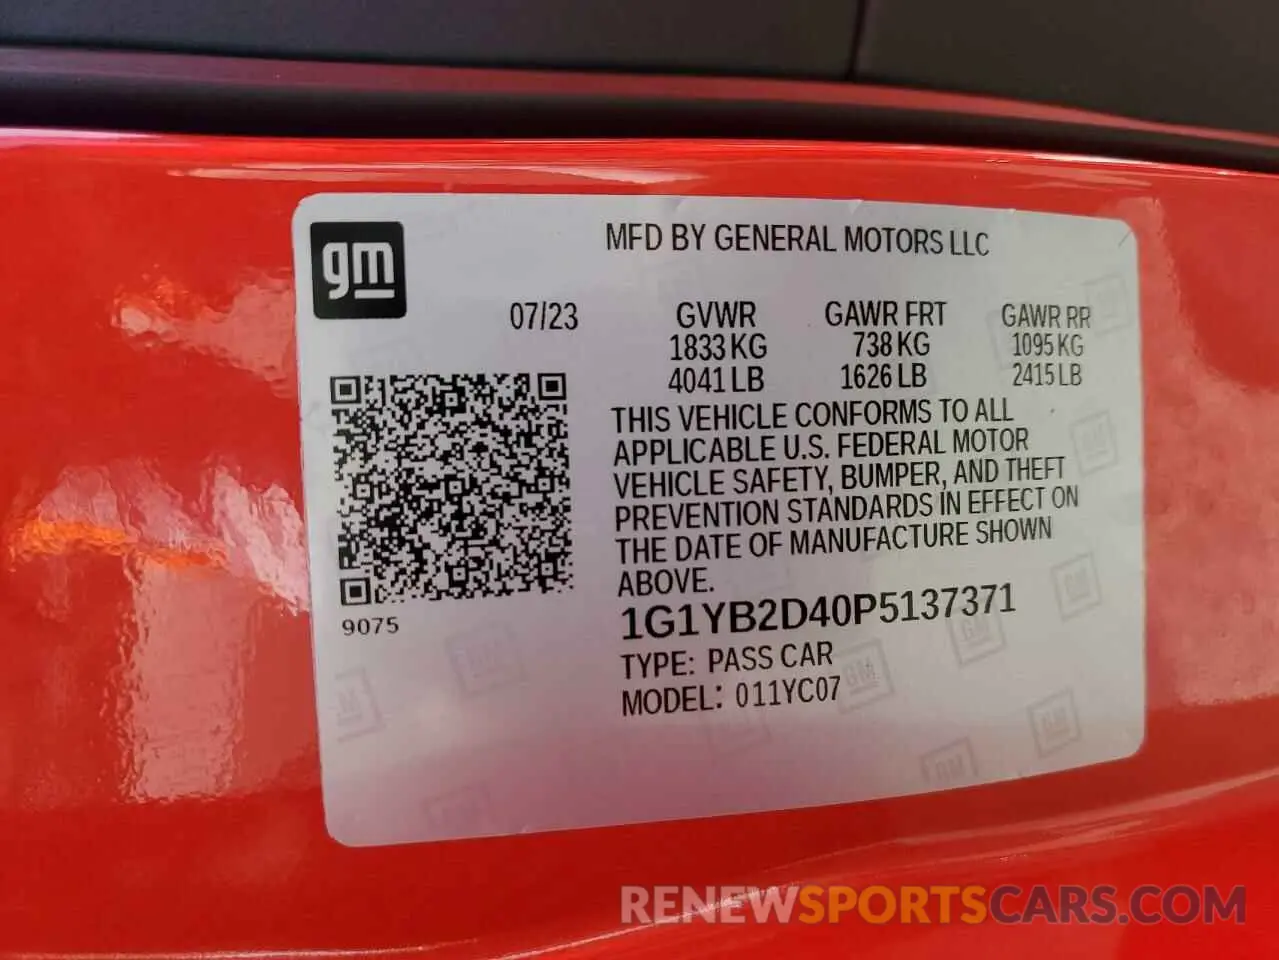 gm
MFD BY GENERAL MOTORS LLC
07/23 GVWR GAWR FRT GAWR RR
1833 KG 738 KG 1095 KG
4041 LB 1626 LB 2415 LB
THIS VEHICLE CONFORMS TO ALL
APPLICABLE U.S. FEDERAL MOTOR
VEHICLE SAFETY, BUMPER, AND THEFT
PREVENTION STANDARDS IN EFFECT ON
THE DATE OF MANUFACTURE SHOWN
ABOVE.
9075
1G1YB2D40P5137371
TYPE: PASS CAR
MODEL: 011YC07
RENEWSPORTSCARS.COM